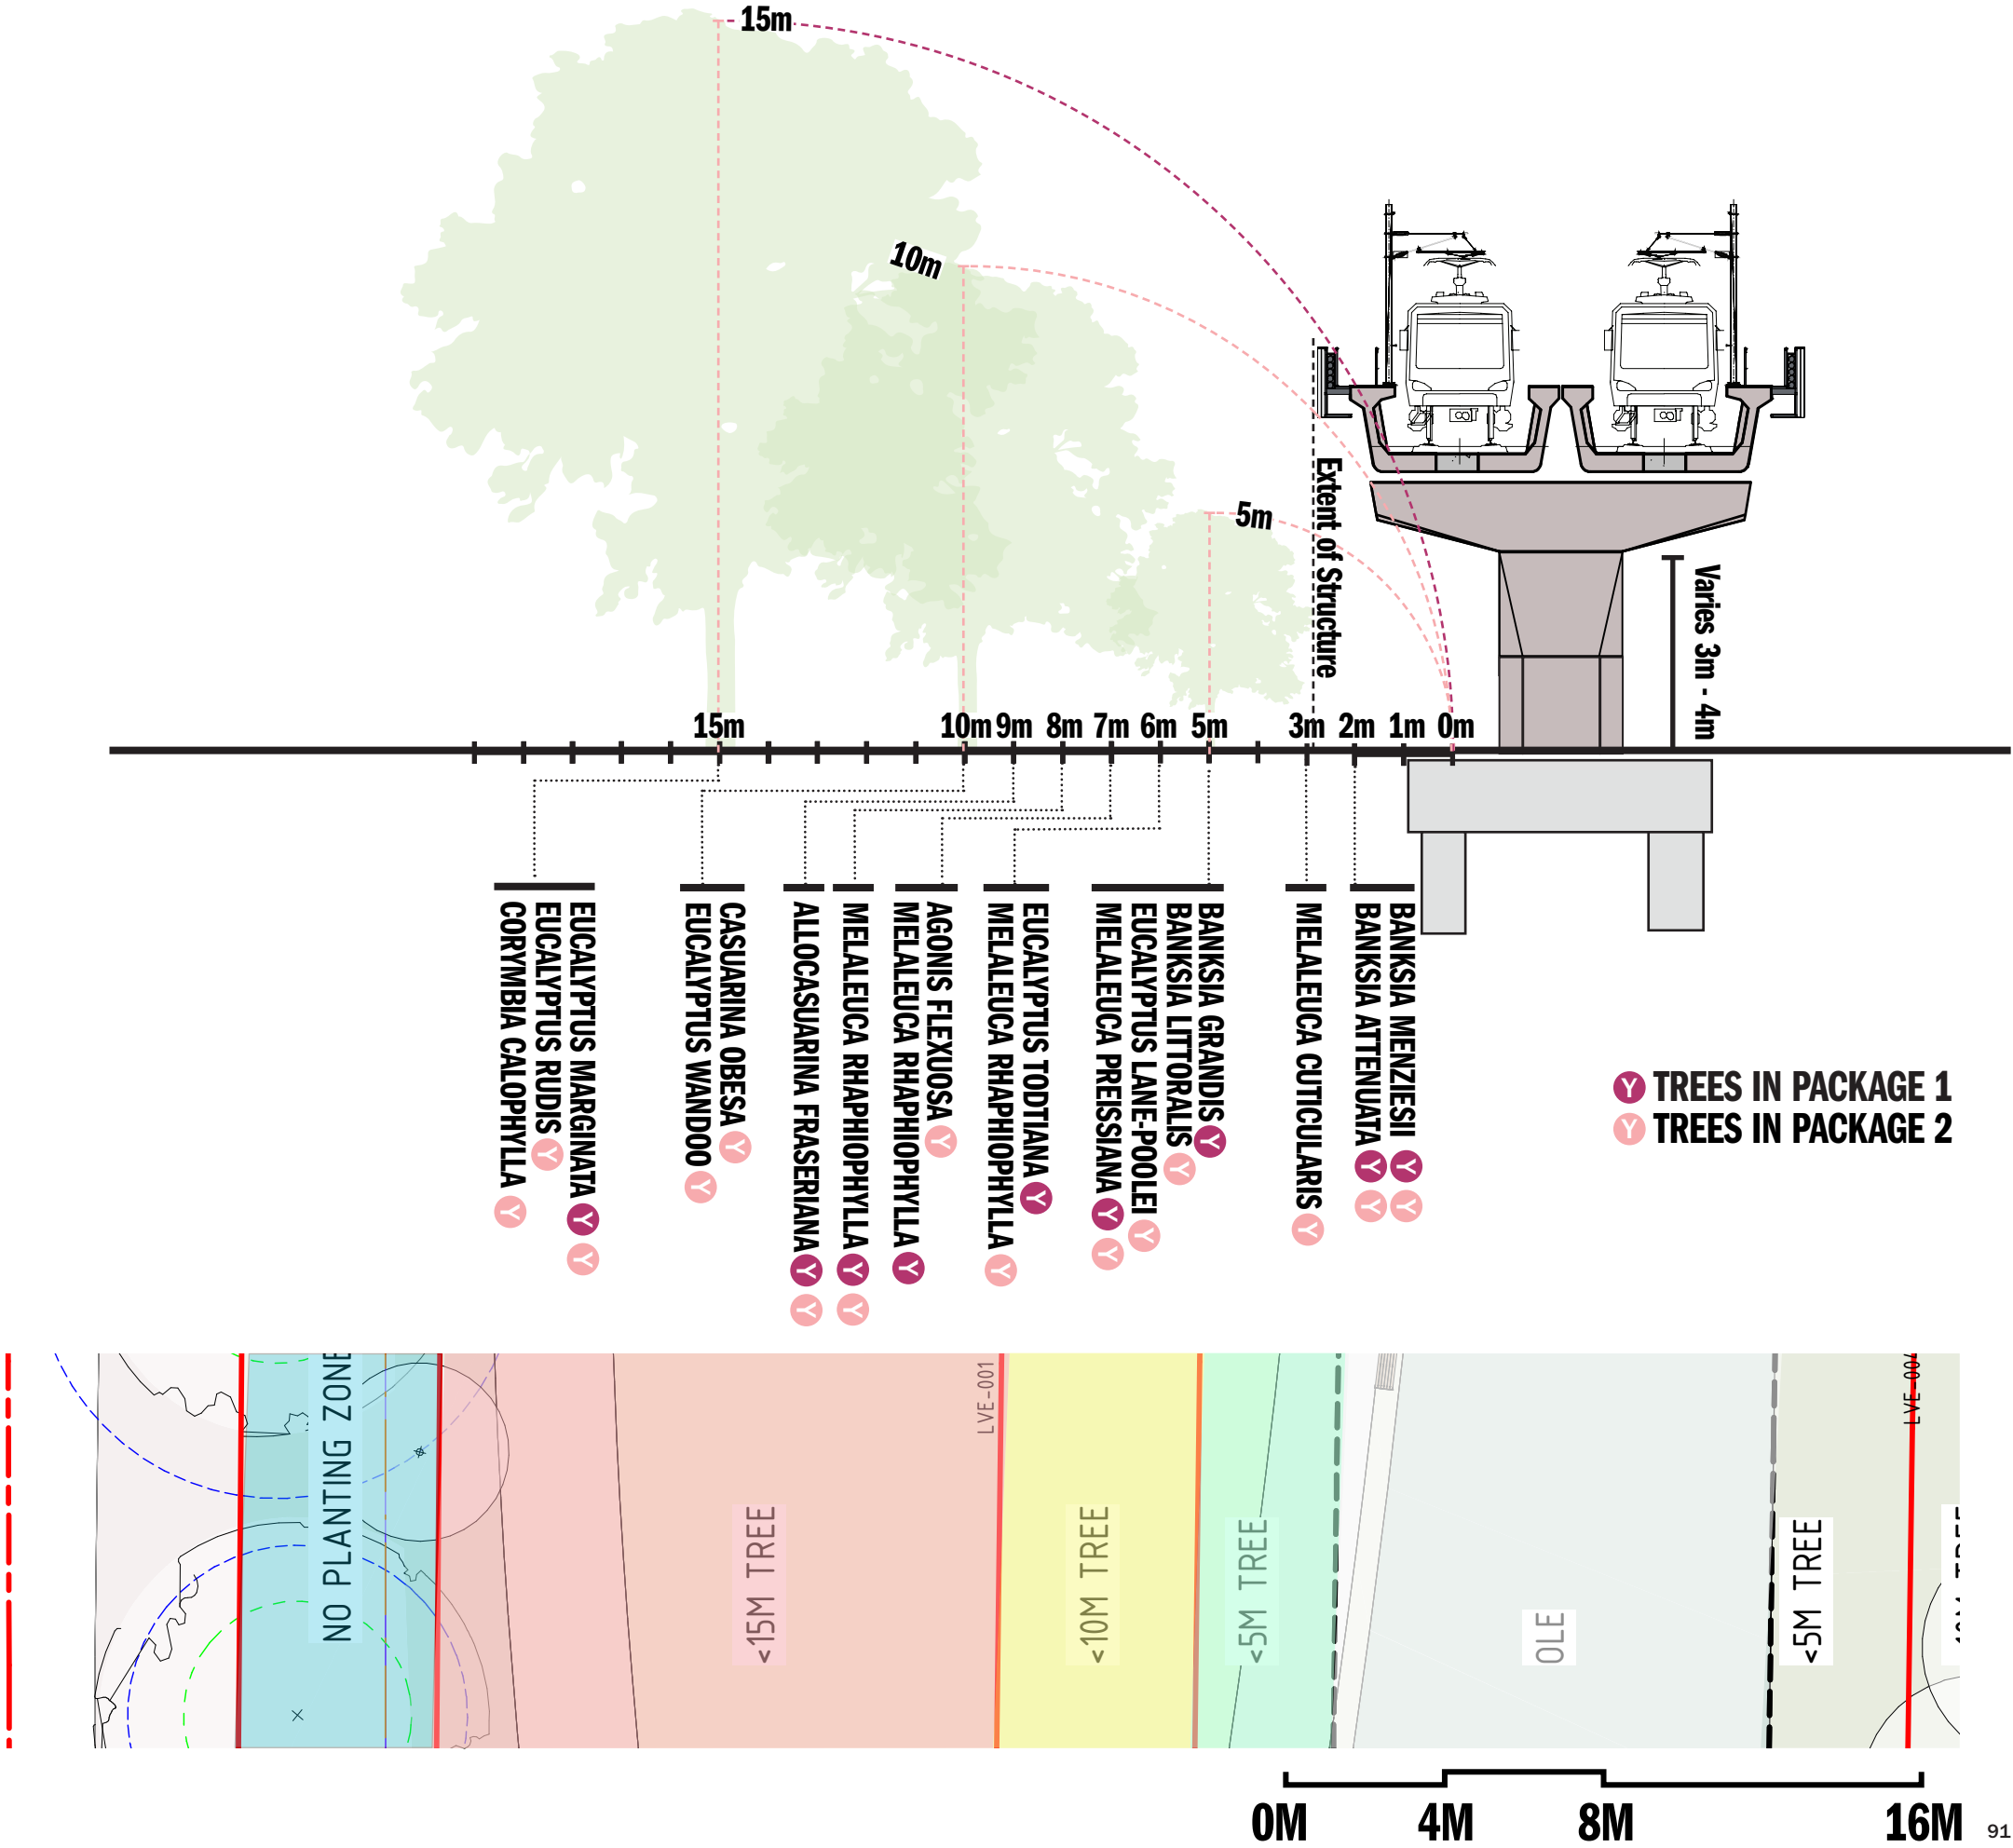 15m
10m
5m
Extent of Structure
Varies 3m - 4m
15m
10m
9m
8m
7m
6m
5m
3m
2m
1m
0m
CORYMBIA CALOPHYLLA Y
EUCALYPTUS RUDIS Y
EUCALYPTUS MARGINATA Y Y
EUCALYPTUS WANDOO Y
CASUARINA OBESA Y
ALLOCASUARINA FRASERIANA Y Y
MELALEUCA RHAPHIOPHYLLA Y Y
MELALEUCA RHAPHIOPHYLLA Y
AGONIS FLEXUOSA Y
MELALEUCA RHAPHIOPHYLLA Y
EUCALYPTUS TODTIANA Y
MELALEUCA PREISSIANA Y Y
EUCALYPTUS LANE-POOLEI Y
BANKSIA LITTORALIS Y
BANKSIA GRANDIS Y
MELALEUCA CUTICULARIS Y
BANKSIA ATTENUATA Y Y
BANKSIA MENZIESII Y Y
Y TREES IN PACKAGE 1
Y TREES IN PACKAGE 2
NO PLANTING ZONE
<15M TREE
LVE-001
<10M TREE
<5M TREE
OLE
<5M TREE
0M
4M
8M
16M
91